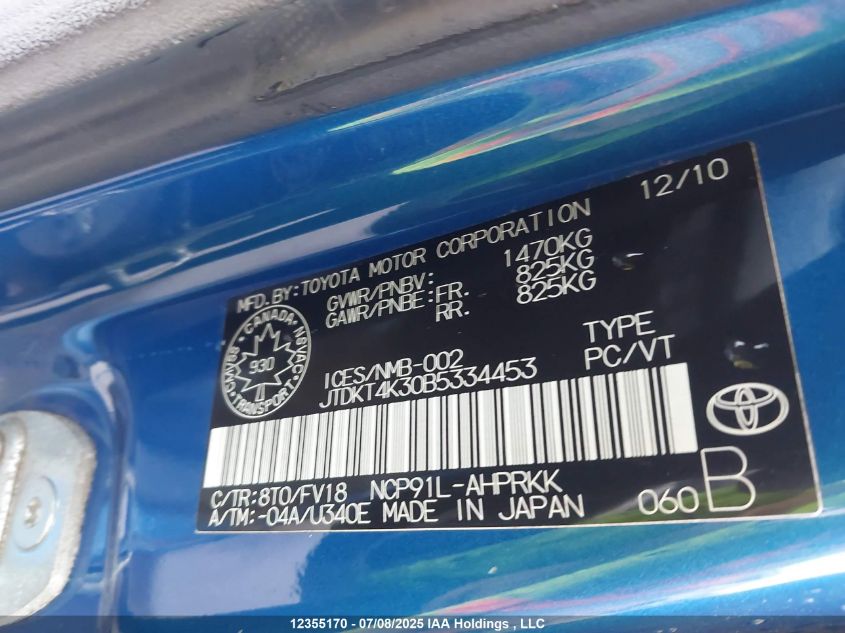 12/10
MFD. BY: TOYOTA MOTOR CORPORATION
GVWR/PNBV: 1470KG
GAWR/PNBE: FR. 825KG
RR. 825KG
CMVSS · CANADA · NSVAC
930
TRANSPORT
ICES/NMB-002
JTDKT4K30B5334453
TYPE
PC/VT
C/TR: 8T0/FV18 NCP91L-AHPRKK
A/TM: -04A/U340E MADE IN JAPAN
060 B
12355170 - 07/08/2025 IAA Holdings , LLC